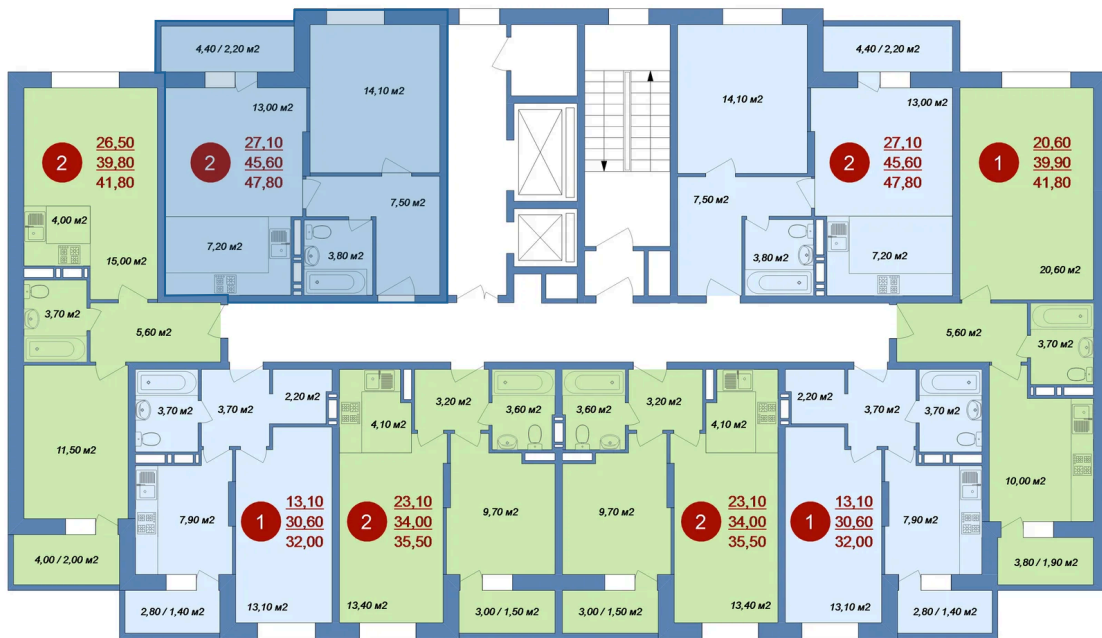 4,40 / 2,20 м2
14,10 м2
13,00 м2
2
27,10
45,60
47,80
7,50 м2
7,20 м2
3,80 м2
2
26,50
39,80
41,80
4,00 м2
15,00 м2
3,70 м2
5,60 м2
11,50 м2
4,00 / 2,00 м2
14,10 м2
4,40 / 2,20 м2
13,00 м2
2
27,10
45,60
47,80
7,50 м2
3,80 м2
7,20 м2
1
20,60
39,90
41,80
20,60 м2
5,60 м2
3,70 м2
10,00 м2
3,80 / 1,90 м2
3,70 м2
3,70 м2
2,20 м2
7,90 м2
1
13,10
30,60
32,00
2,80 / 1,40 м2
13,10 м2
4,10 м2
3,20 м2
3,60 м2
2
23,10
34,00
35,50
9,70 м2
13,40 м2
3,00 / 1,50 м2
3,60 м2
3,20 м2
4,10 м2
9,70 м2
2
23,10
34,00
35,50
3,00 / 1,50 м2
13,40 м2
2,20 м2
3,70 м2
3,70 м2
1
13,10
30,60
32,00
7,90 м2
13,10 м2
2,80 / 1,40 м2